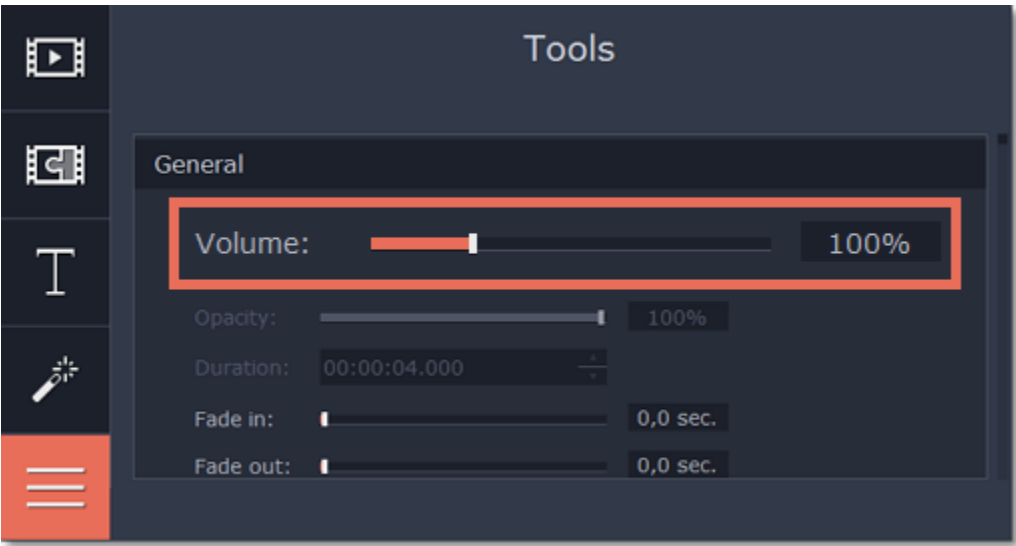 Tools
General
Volume: 100%
Opacity: 100%
Duration: 00:00:04.000
Fade in: 0,0 sec.
Fade out: 0,0 sec.